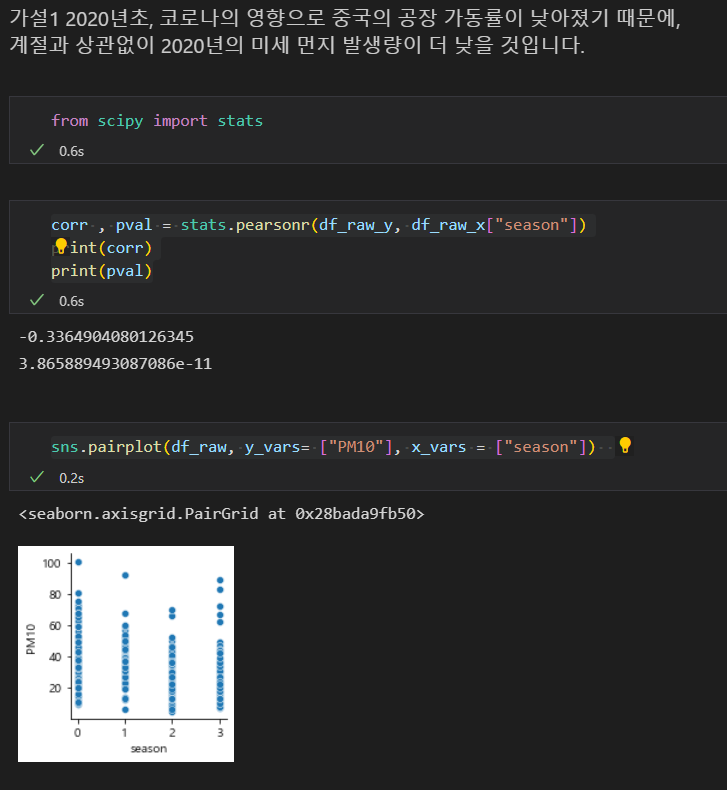 가설1 2020년초, 코로나의 영향으로 중국의 공장 가동률이 낮아졌기 때문에,
계절과 상관없이 2020년의 미세 먼지 발생량이 더 낮을 것입니다.
from scipy import stats
0.6s
corr , pval = stats.pearsonr(df_raw_y, df_raw_x["season"])
print(corr)
print(pval)
0.6s
-0.3364904080126345
3.865889493087086e-11
sns.pairplot(df_raw, y_vars= ["PM10"], x_vars = ["season"])
0.2s
<seaborn.axisgrid.PairGrid at 0x28bada9fb50>
100
80
60
40
20
PM10
0 1 2 3
season